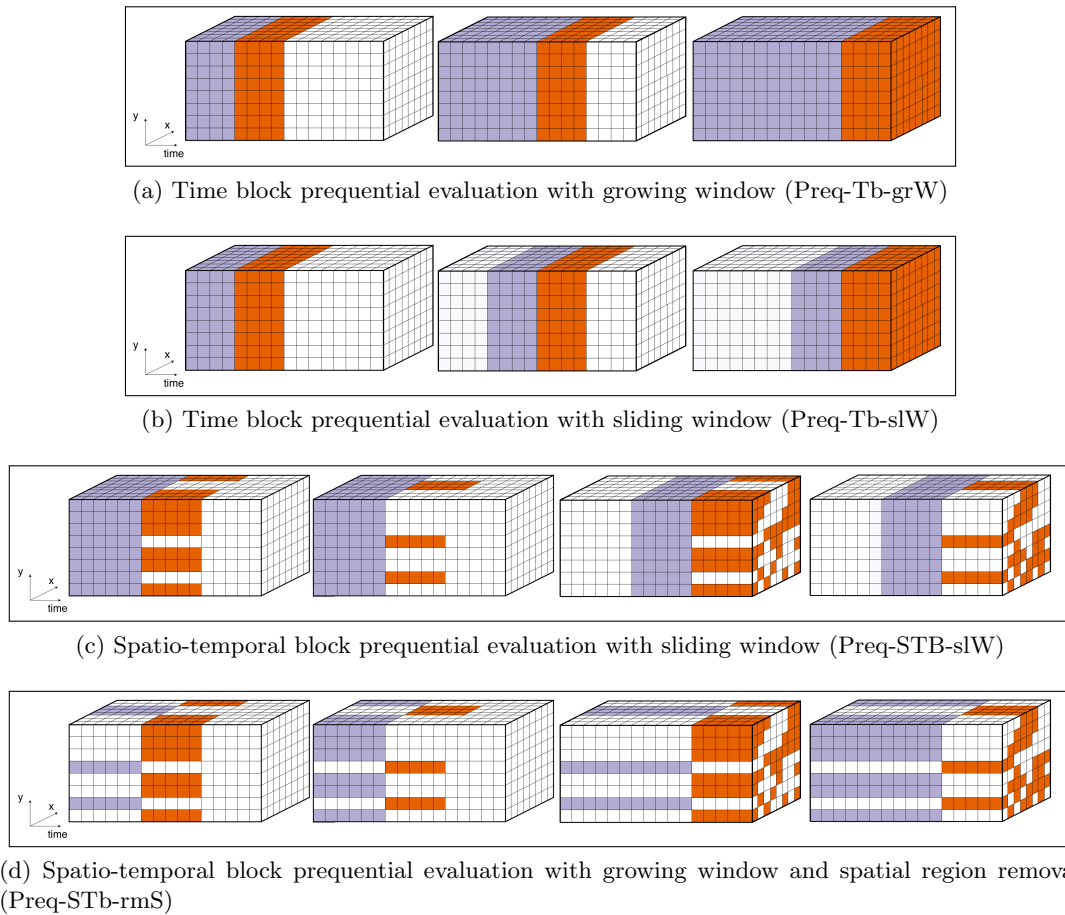 y
x
time
(a) Time block prequential evaluation with growing window (Preq-Tb-grW)
y
x
time
(b) Time block prequential evaluation with sliding window (Preq-Tb-slW)
y
x
time
(c) Spatio-temporal block prequential evaluation with sliding window (Preq-STB-slW)
y
x
time
(d) Spatio-temporal block prequential evaluation with growing window and spatial region remova
(Preq-STb-rmS)